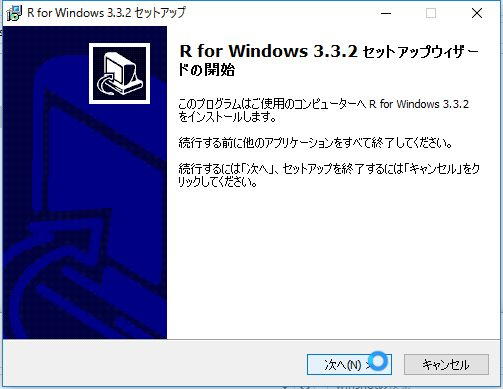 R for Windows 3.3.2 セットアップ
R for Windows 3.3.2 セットアップウィザー
ドの開始
このプログラムはご使用のコンピューターへ R for Windows 3.3.2
をインストールします。
続行する前に他のアプリケーションをすべて終了してください。
続行するには「次へ」、セットアップを終了するには「キャンセル」をク
リックしてください。
次へ(N) >
キャンセル